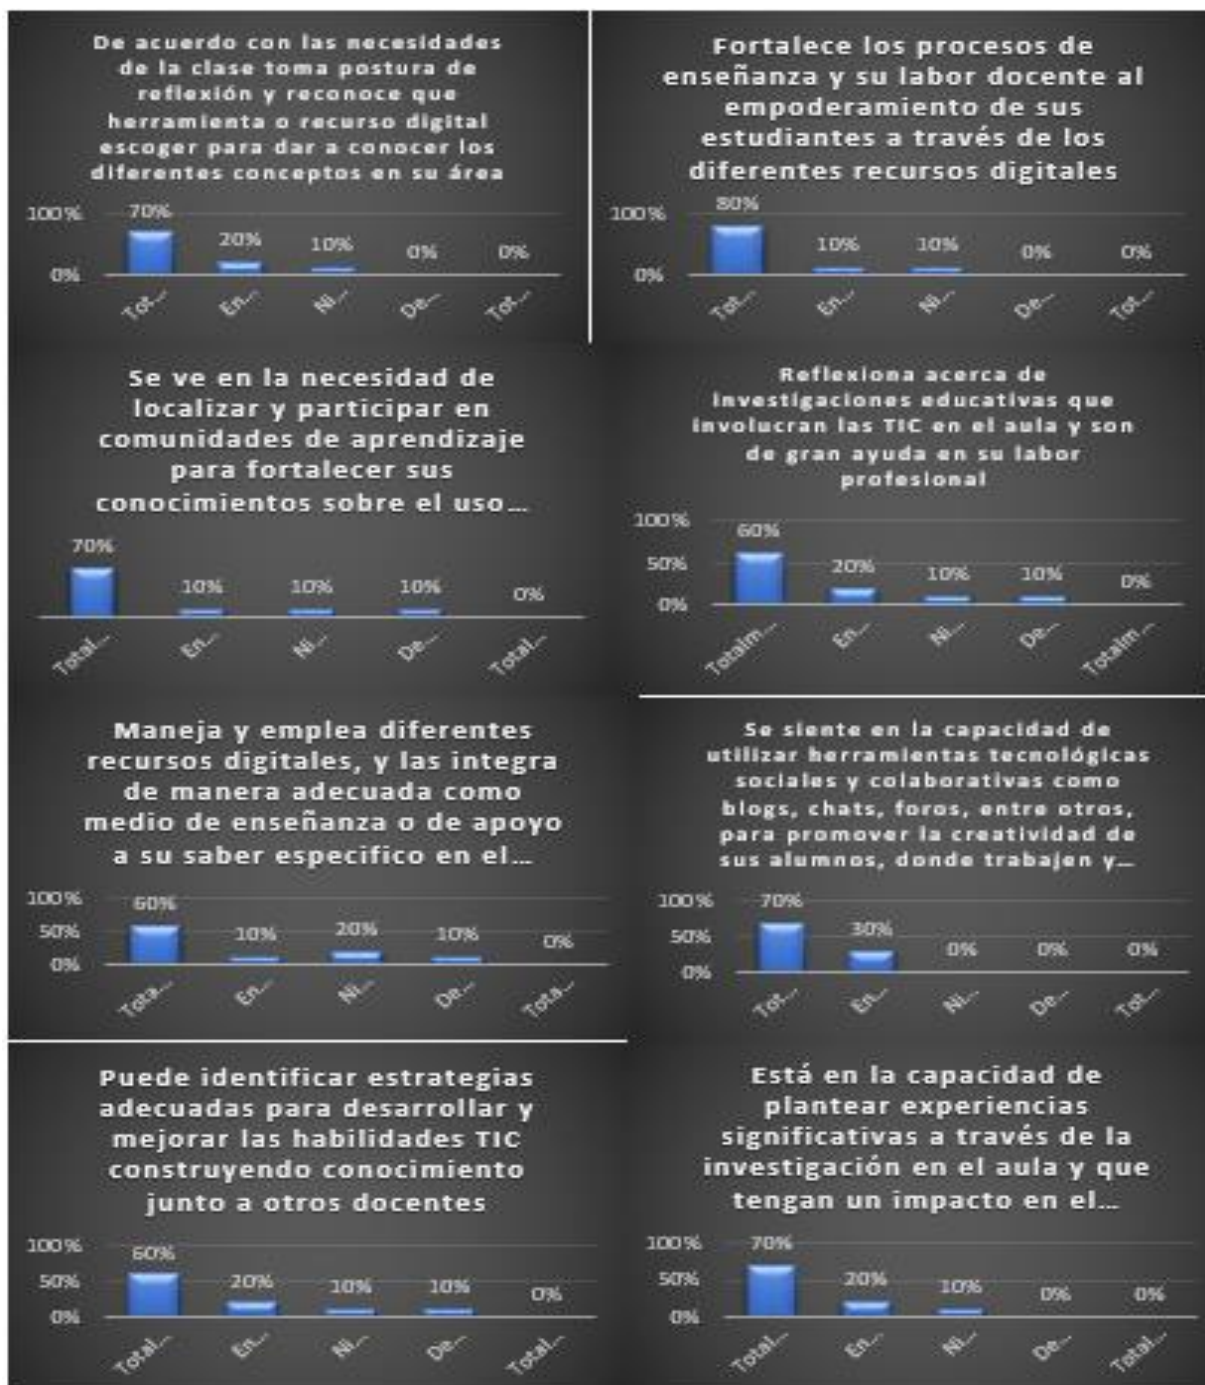 De acuerdo con las necesidades
de la clase toma postura de
reflexión y reconoce que
herramienta o recurso digital
escoger para dar a conocer los
diferentes conceptos en su área
100%
0%
70%
20%
10%
0%
0%
Tot...
En...
Ni...
De...
Tot...
Fortalece los procesos de
enseñanza y su labor docente al
empoderamiento de sus
estudiantes a través de los
diferentes recursos digitales
100%
0%
80%
10%
10%
0%
0%
Tot...
En...
Ni...
De...
Tot...
Se ve en la necesidad de
localizar y participar en
comunidades de aprendizaje
para fortalecer sus
conocimientos sobre el uso...
70%
10%
10%
10%
0%
Total...
En...
Ni...
De...
Total...
Reflexiona acerca de
investigaciones educativas que
involucran las TIC en el aula y son
de gran ayuda en su labor
profesional
100%
50%
0%
60%
20%
10%
10%
0%
Totalm...
En...
Ni...
De...
Totalm...
Maneja y emplea diferentes
recursos digitales, y las integra
de manera adecuada como
medio de enseñanza o de apoyo
a su saber especifico en el...
100%
50%
0%
60%
10%
20%
10%
0%
Tota...
En...
Ni...
De...
Tota...
Se siente en la capacidad de
utilizar herramientas tecnológicas
sociales y colaborativas como
blogs, chats, foros, entre otros,
para promover la creatividad de
sus alumnos, donde trabajen y...
100%
50%
0%
70%
30%
0%
0%
0%
Tot...
En...
Ni...
De...
Tot...
Puede identificar estrategias
adecuadas para desarrollar y
mejorar las habilidades TIC
construyendo conocimiento
junto a otros docentes
100%
50%
0%
60%
20%
10%
10%
0%
Total...
En...
Ni...
De...
Total...
Está en la capacidad de
plantear experiencias
significativas a través de la
investigación en el aula y que
tengan un impacto en el...
100%
50%
0%
70%
20%
10%
0%
0%
Total...
En...
Ni...
De...
Total...